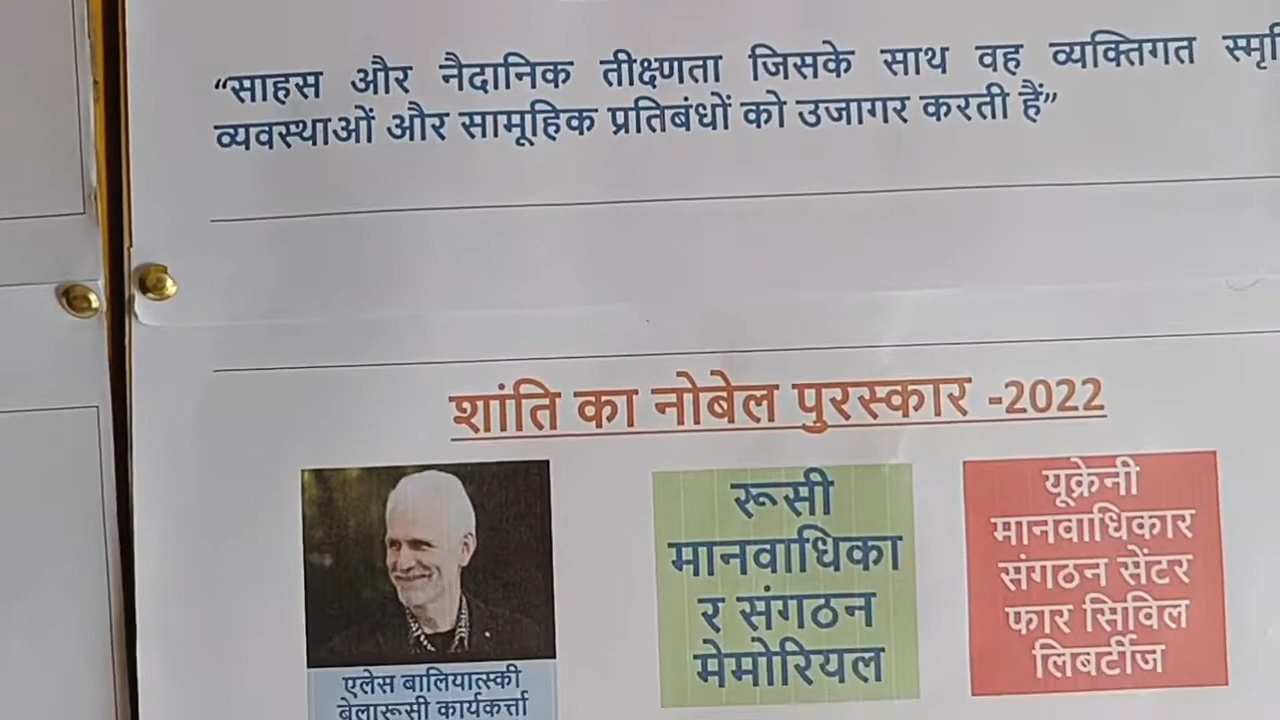 “साहस और नैदानिक तीक्ष्णता जिसके साथ वह व्यक्तिगत
व्यवस्थाओं और सामूहिक प्रतिबंधों को उजागर करती हैं”
शांति का नोबेल पुरस्कार -2022
रूसी
मानवाधिका
र संगठन
मेमोरियल
यूक्रेनी
मानवाधिकार
संगठन सेंटर
फार सिविल
लिबर्टीज
एलेस बालियात्स्की
बेलारूसी कार्यकर्त्ता